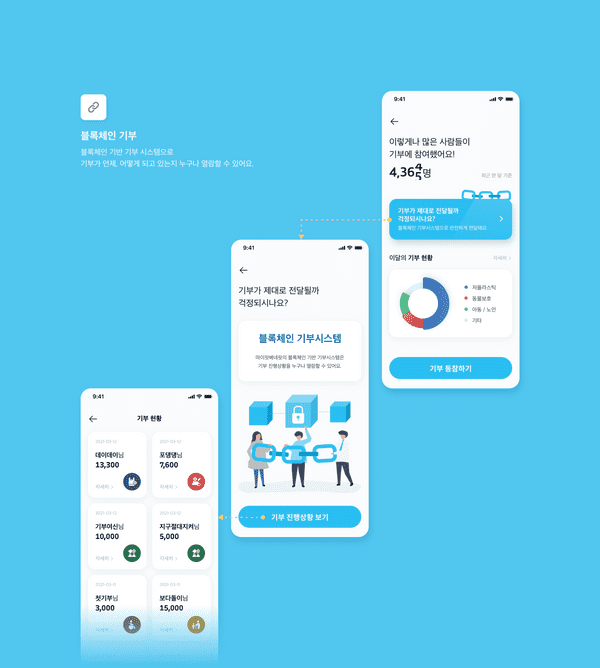 블록체인 기부
블록체인 기반 기부 시스템으로
기부가 언제, 어떻게 되고 있는지 누구나 열람할 수 있어요.
9:41
이렇게나 많은 사람들이
기부에 참여했어요!
4,364명
최근 한 달 기준
기부가 제대로 전달될까
걱정되시나요?
블록체인 기부시스템으로 안전하게 전달돼요
이달의 기부 현황
자세히 >
저플라스틱
동물보호
아동 / 노인
기타
기부 동참하기
9:41
기부가 제대로 전달될까
걱정되시나요?
블록체인 기부시스템
블록체인 기반 기부시스템은
기부 진행상황을 누구나 열람할 수 있어요.
기부 진행상황 보기
9:41
기부 현황
2021-03-12
데이데이님
13,300
자세히 >
2021-03-12
포댕댕님
7,600
자세히 >
2021-03-12
기부여신님
10,000
자세히 >
지구절대지켜님
5,000
자세히 >
2021-03-11
첫기부님
3,000
자세히 >
2021-03-11
보다돌이님
15,000
자세히 >